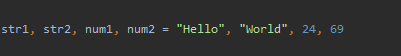 str1, str2, num1, num2 = "Hello", "World", 24, 69